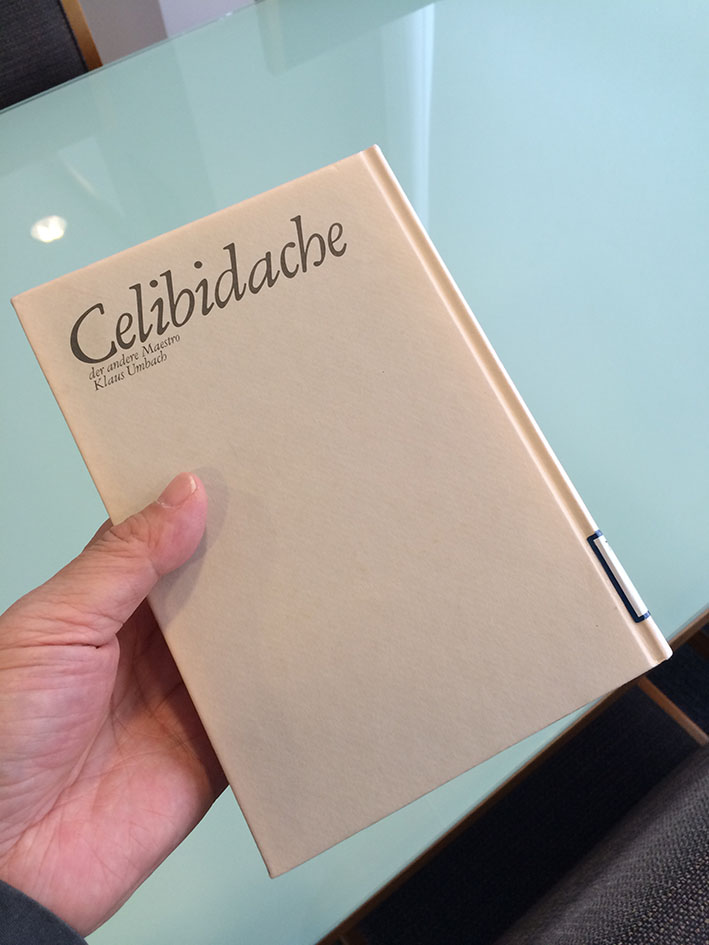 Celibidache
der andere Maestro
Klaus Umbach